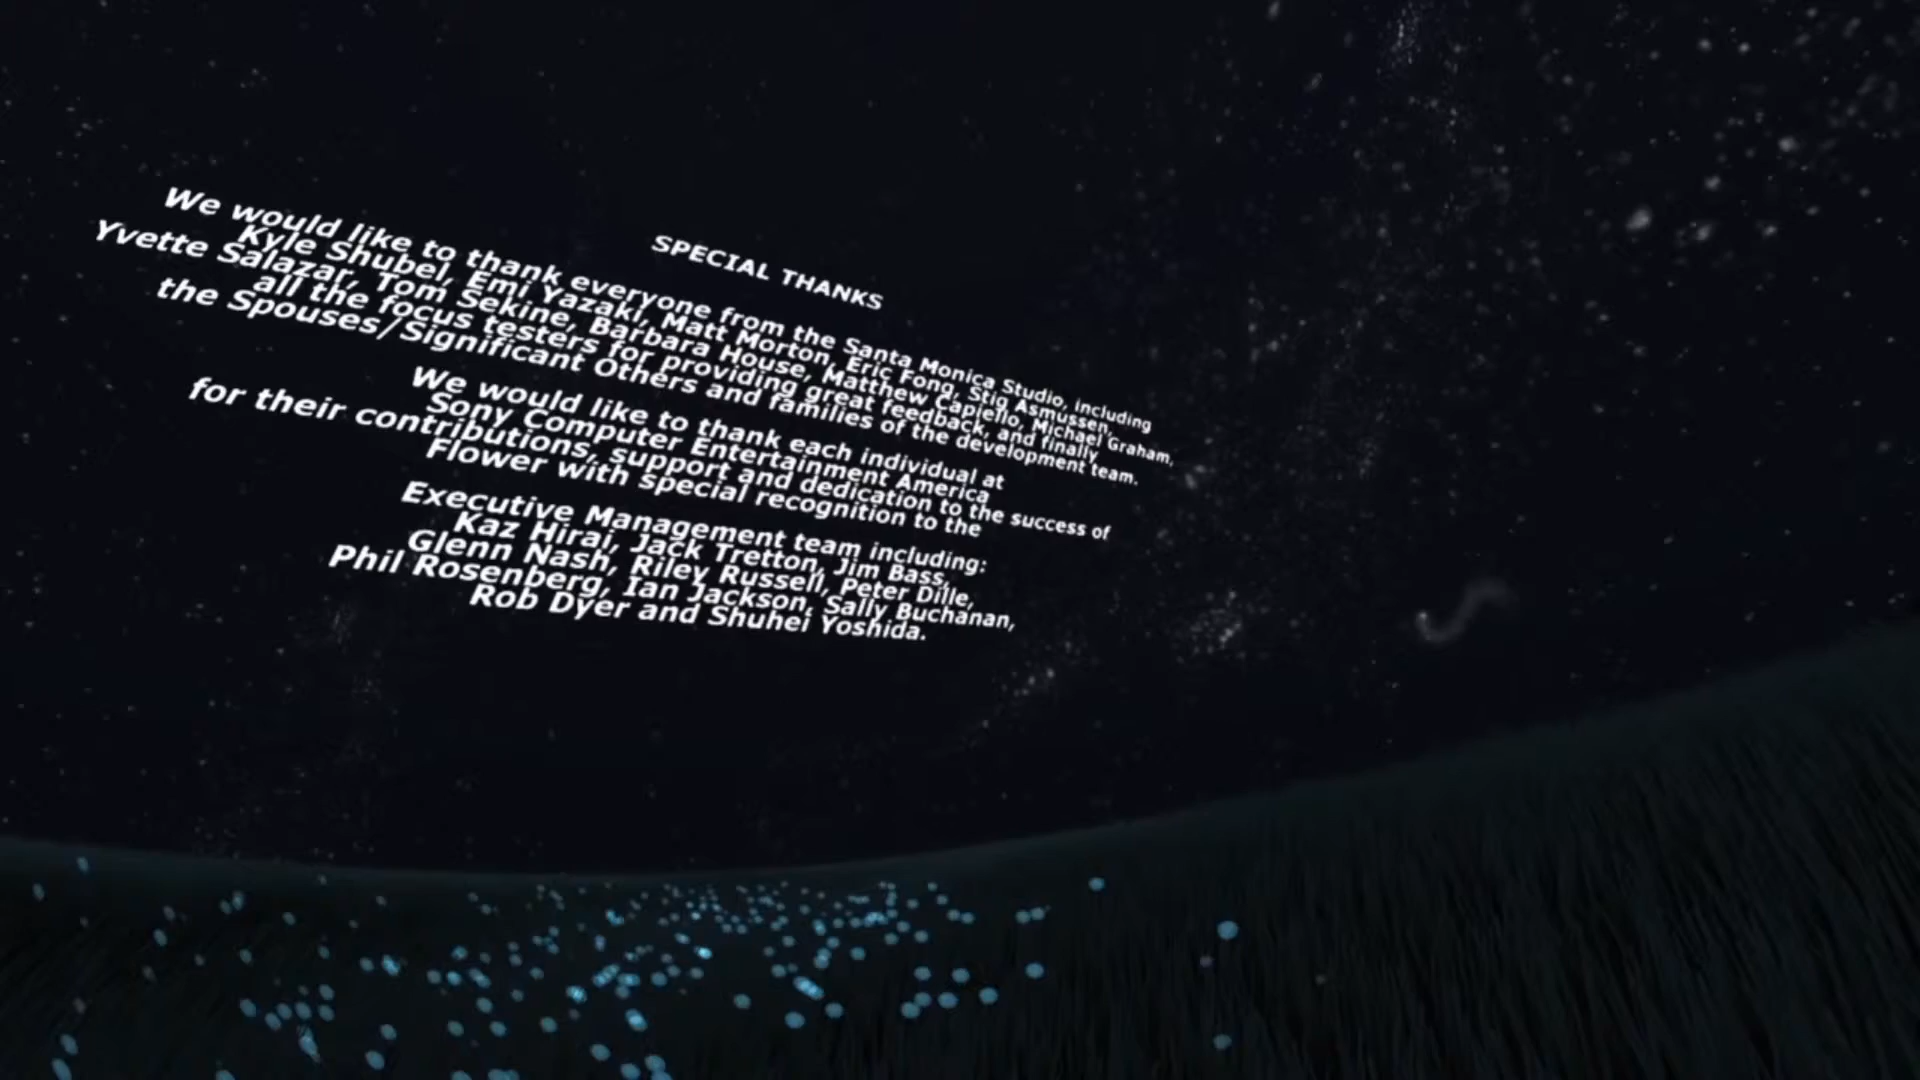 SPECIAL THANKS
We would like to thank everyone from the Santa Monica Studio, including
Kyle Shubel, Emi Yazaki, Matt Morton, Eric Fong, Stig Asmussen,
Yvette Salazar, Tom Sekine, Barbara House, Matthew Capiello, Michael Graham,
all the focus testers for providing great feedback, and finally
the Spouses/Significant Others and families of the development team.
We would like to thank each individual at
Sony Computer Entertainment America
for their contributions, support and dedication to the success of
Flower with special recognition to the
Executive Management team including:
Kaz Hirai, Jack Tretton, Jim Bass,
Glenn Nash, Riley Russell, Peter Dille,
Phil Rosenberg, Ian Jackson, Sally Buchanan,
Rob Dyer and Shuhei Yoshida.